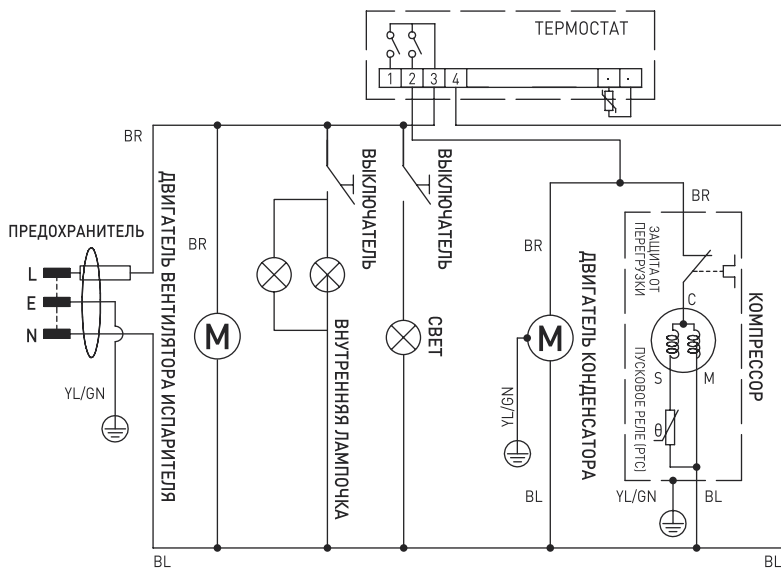 ТЕРМОСТАТ
1 2 3 4
BR
ДВИГАТЕЛЬ ВЕНТИЛЯТОРА ИСПАРИТЕЛЯ
ВЫКЛЮЧАТЕЛЬ
ВЫКЛЮЧАТЕЛЬ
BR
ПРЕДОХРАНИТЕЛЬ
BR
BR
ЗАЩИТА ОТ
ПЕРЕГРУЗКИ
L
E
N
M
ВНУТРЕННЯЯ ЛАМПОЧКА
СВЕТ
M
ДВИГАТЕЛЬ КОНДЕНСАТОРА
C
КОМПРЕССОР
S
M
ПУСКОВОЕ РЕЛЕ (PTC)
θ
YL/GN
YL/GN
BL
YL/GN
BL
BL
BL